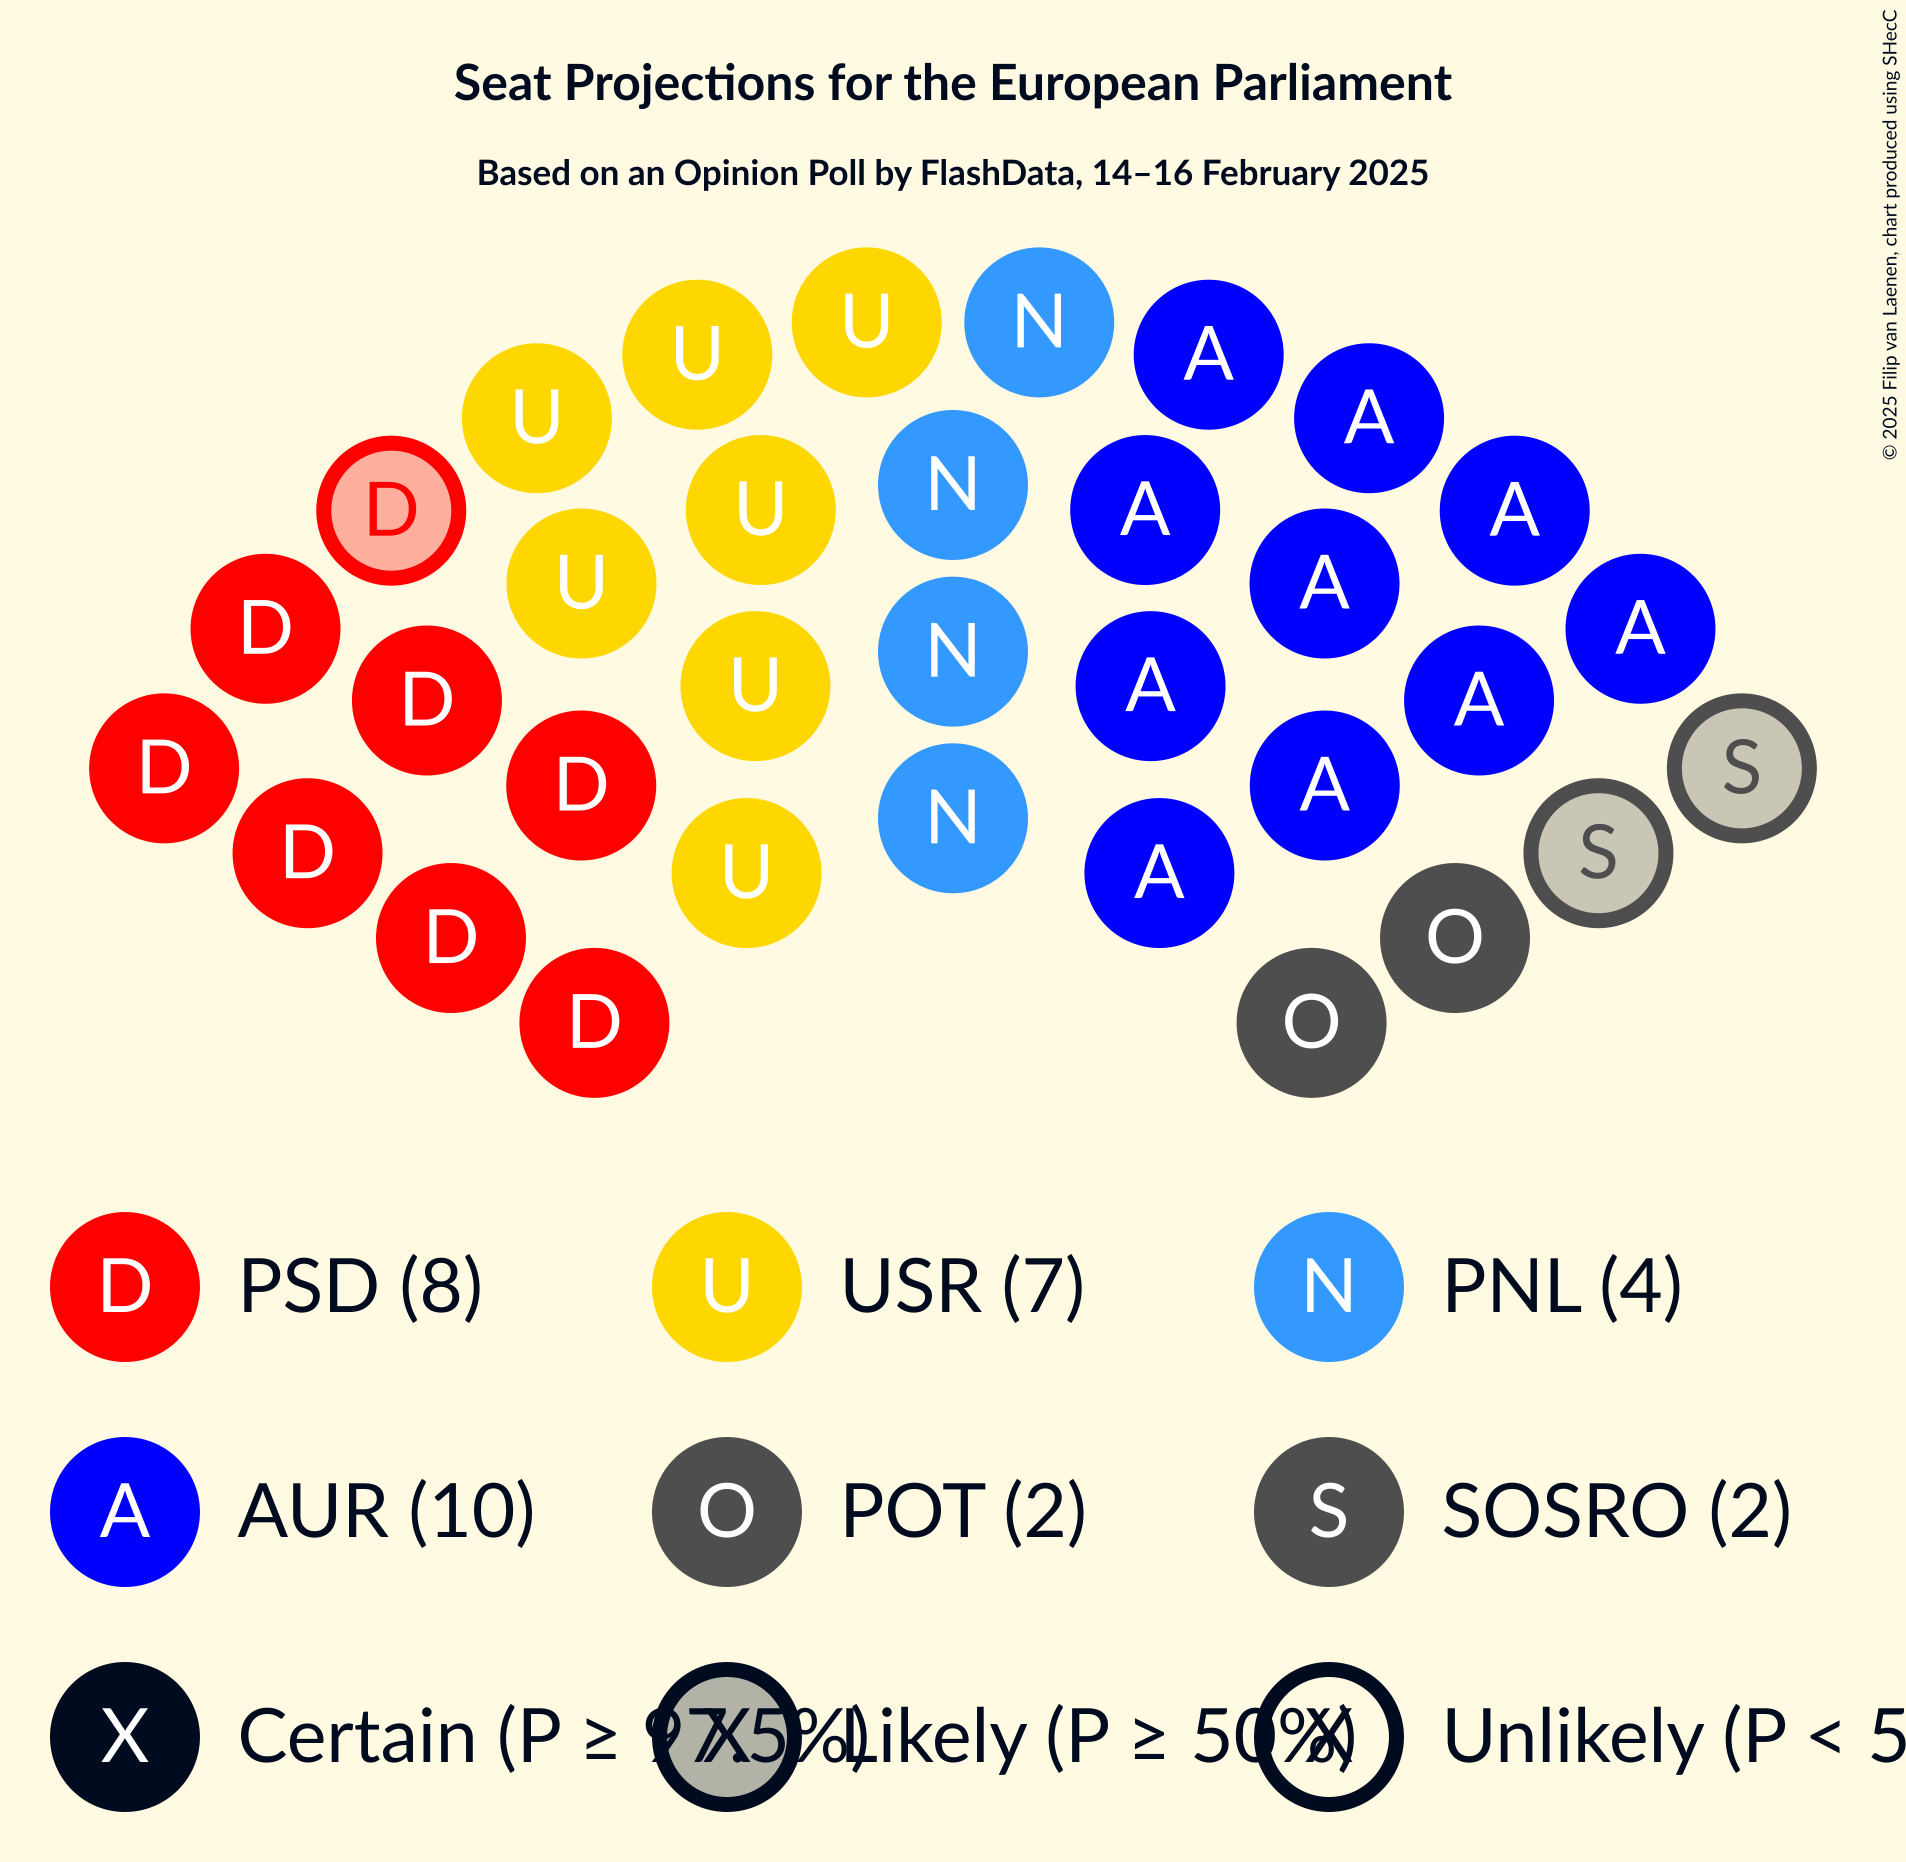 Seat Projections for the European Parliament
Based on an Opinion Poll by FlashData, 14–16 February 2025
© 2025 Filip van Laenen, chart produced using SHecC
U U N
U U A A
N
D U A A
U A
D N A
D U A A
D D A S
D N S
D U A O
D O
D PSD (8) U USR (7) N PNL (4)
A AUR (10) O POT (2) S SOSRO (2)
X Certain (P ≥ 97.5%) X Likely (P ≥ 50%) X Unlikely (P < 5